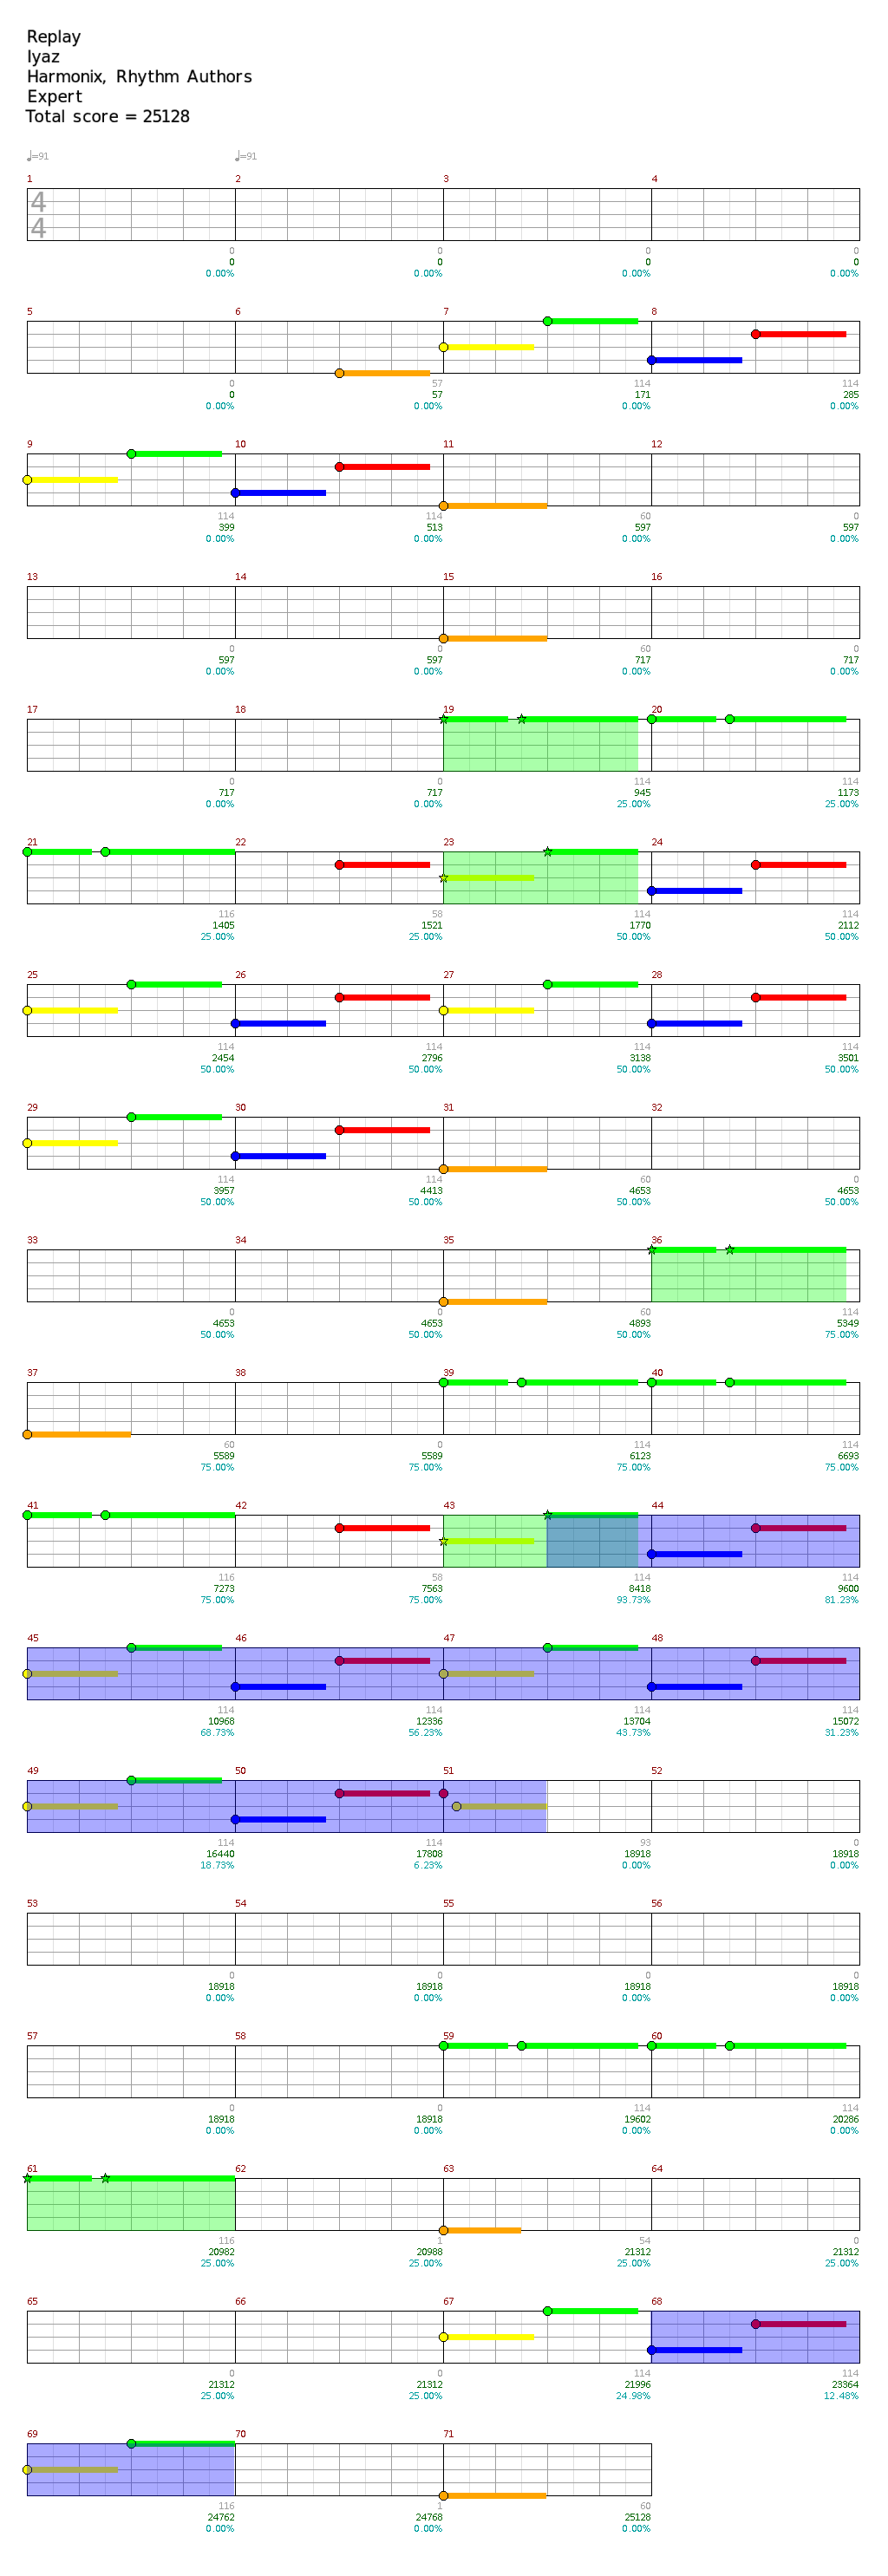 Replay
Iyaz
Harmonix, Rhythm Authors
Expert
Total score = 25128
♩=91 ♩=91
1 2 3 4
4
4
0 0 0 0
0 0 0 0
0.00% 0.00% 0.00% 0.00%
5 6 7 8
0 57 114 114
0 57 171 285
0.00% 0.00% 0.00% 0.00%
9 10 11 12
114 114 60 0
399 513 597 597
0.00% 0.00% 0.00% 0.00%
13 14 15 16
0 0 60 0
597 597 717 717
0.00% 0.00% 0.00% 0.00%
17 18 19 20
0 0 114 114
717 717 945 1173
0.00% 0.00% 25.00% 25.00%
21 22 23 24
116 58 114 114
1405 1521 1770 2112
25.00% 25.00% 50.00% 50.00%
25 26 27 28
114 114 114 114
2454 2796 3138 3501
50.00% 50.00% 50.00% 50.00%
29 30 31 32
114 114 60 0
3957 4413 4653 4653
50.00% 50.00% 50.00% 50.00%
33 34 35 36
0 0 60 114
4653 4653 4893 5349
50.00% 50.00% 50.00% 75.00%
37 38 39 40
60 0 114 114
5589 5589 6123 6693
75.00% 75.00% 75.00% 75.00%
41 42 43 44
116 58 114 114
7273 7563 8418 9600
75.00% 75.00% 93.73% 81.23%
45 46 47 48
114 114 114 114
10968 12336 13704 15072
68.73% 56.23% 43.73% 31.23%
49 50 51 52
114 114 93 0
16440 17808 18918 18918
18.73% 6.23% 0.00% 0.00%
53 54 55 56
0 0 0 0
18918 18918 18918 18918
0.00% 0.00% 0.00% 0.00%
57 58 59 60
0 0 114 114
18918 18918 19602 20286
0.00% 0.00% 0.00% 0.00%
61 62 63 64
116 1 54 0
20982 20988 21312 21312
25.00% 25.00% 25.00% 25.00%
65 66 67 68
0 0 114 114
21312 21312 21996 23364
25.00% 25.00% 24.98% 12.48%
69 70 71
116 1 60
24762 24768 25128
0.00% 0.00% 0.00%